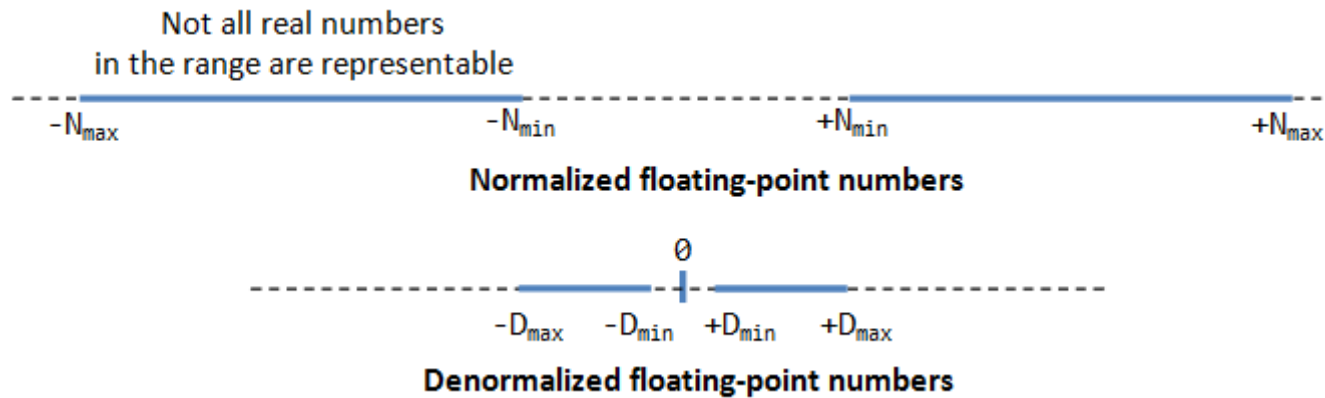 Not all real numbers
in the range are representable
-Nmax -Nmin +Nmin +Nmax
Normalized floating-point numbers
0
-Dmax -Dmin +Dmin +Dmax
Denormalized floating-point numbers